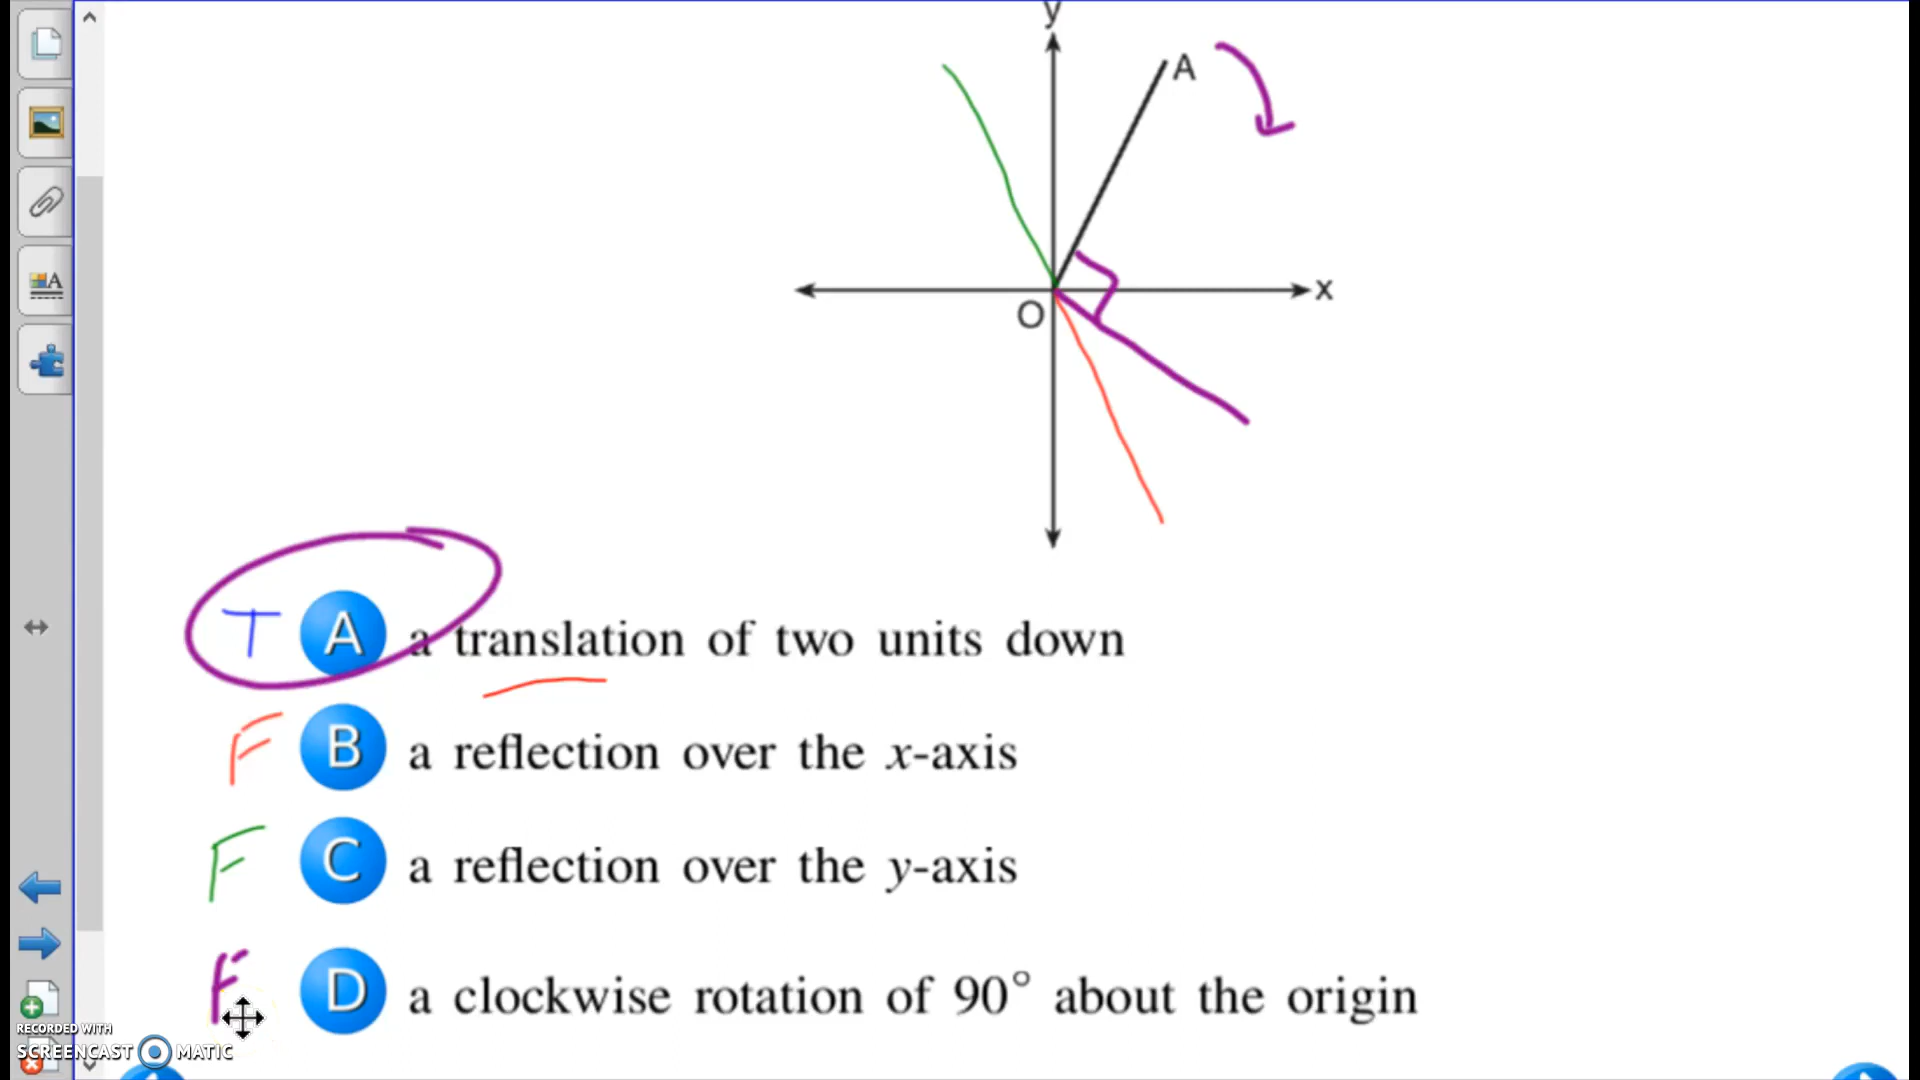 y
A
x
O
T A a translation of two units down
F B a reflection over the x-axis
F C a reflection over the y-axis
F D a clockwise rotation of 90° about the origin
RECORDED WITH
SCREENCAST MATIC